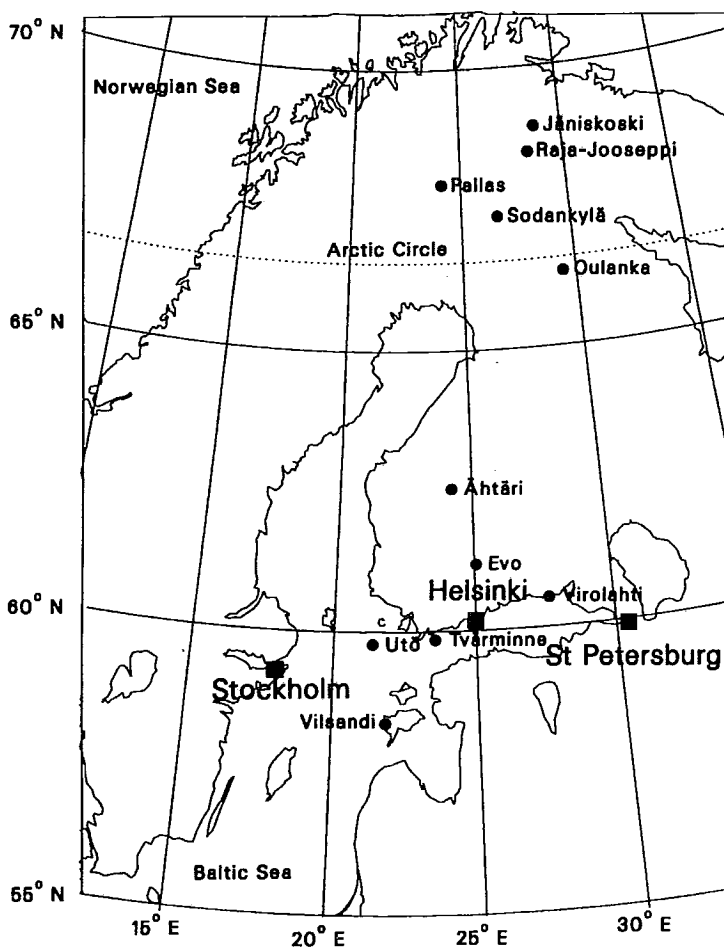 70° N
Norwegian Sea
Jäniskoski
Raja-Jooseppi
Pallas
Sodankylä
Arctic Circle
Oulanka
65° N
Ähtäri
Evo
Helsinki
Virolahti
60° N
c
Utö
Tvärminne
St Petersburg
Stockholm
Vilsandi
Baltic Sea
55° N
15° E
20° E
25° E
30° E